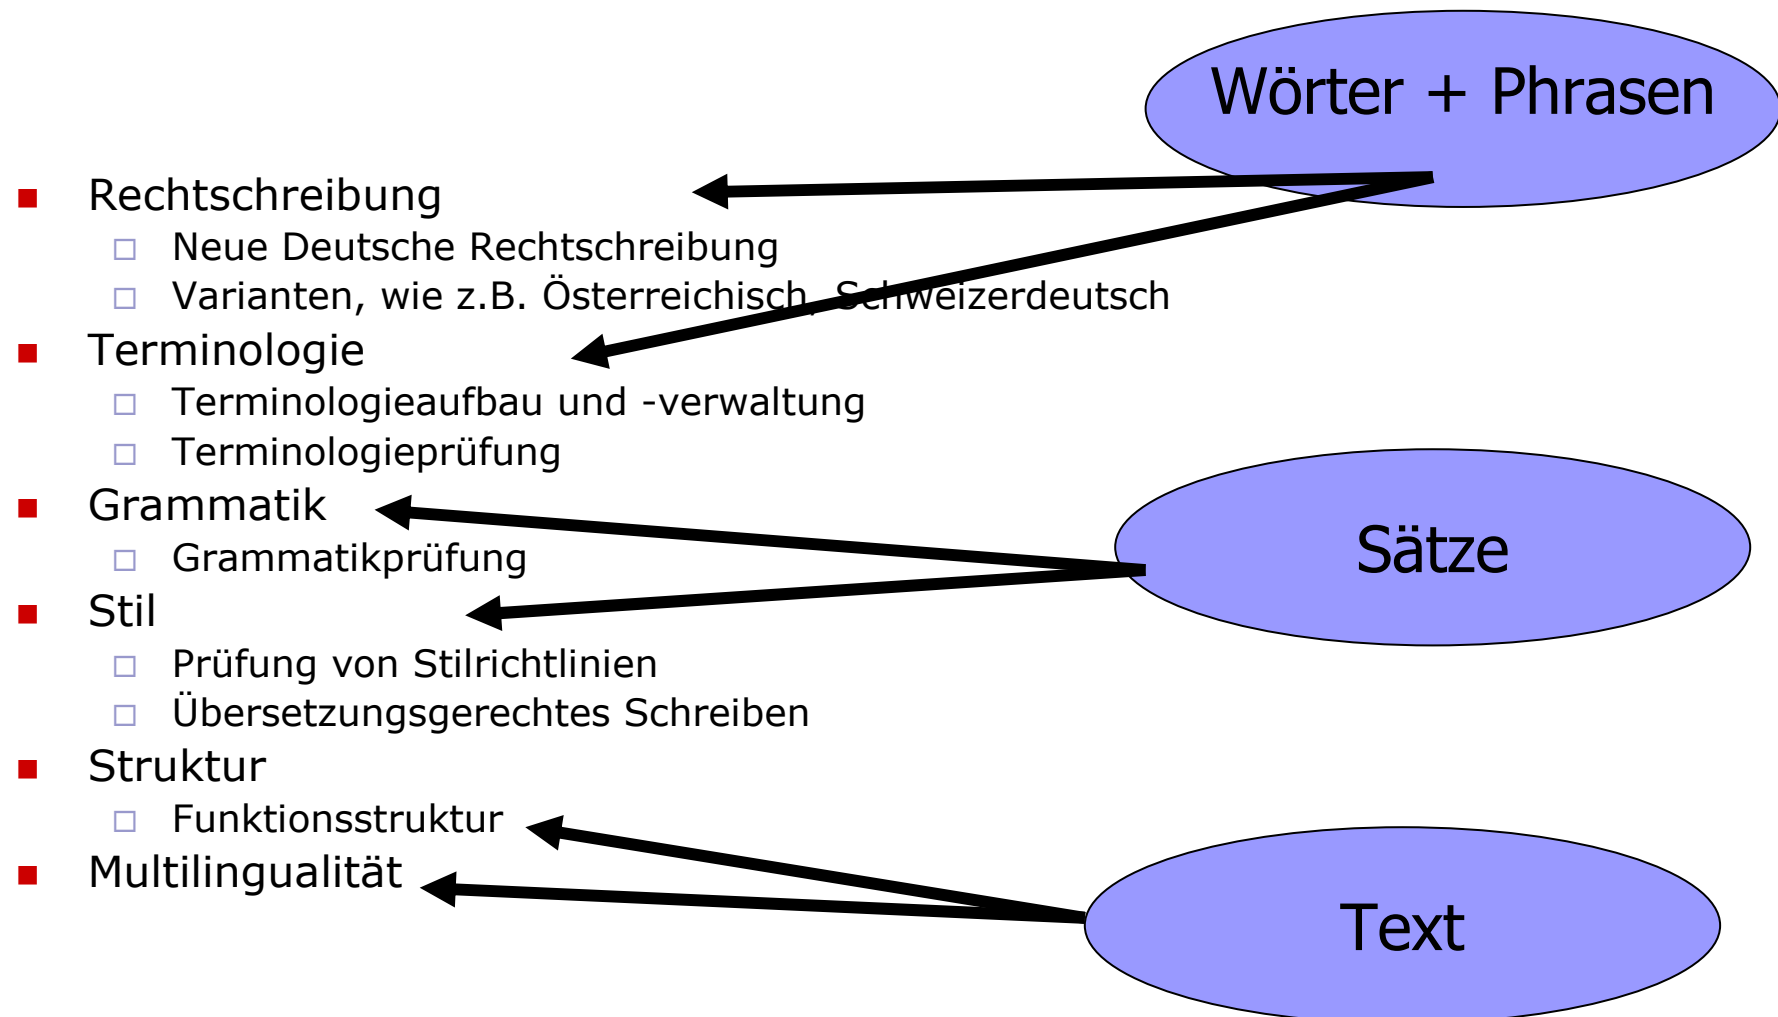 Wörter + Phrasen
Rechtschreibung
Neue Deutsche Rechtschreibung
Varianten, wie z.B. Österreichisch, Schweizerdeutsch
Terminologie
Terminologieaufbau und -verwaltung
Terminologieprüfung
Grammatik
Grammatikprüfung
Sätze
Stil
Prüfung von Stilrichtlinien
Übersetzungsgerechtes Schreiben
Struktur
Funktionsstruktur
Multilingualität
Text